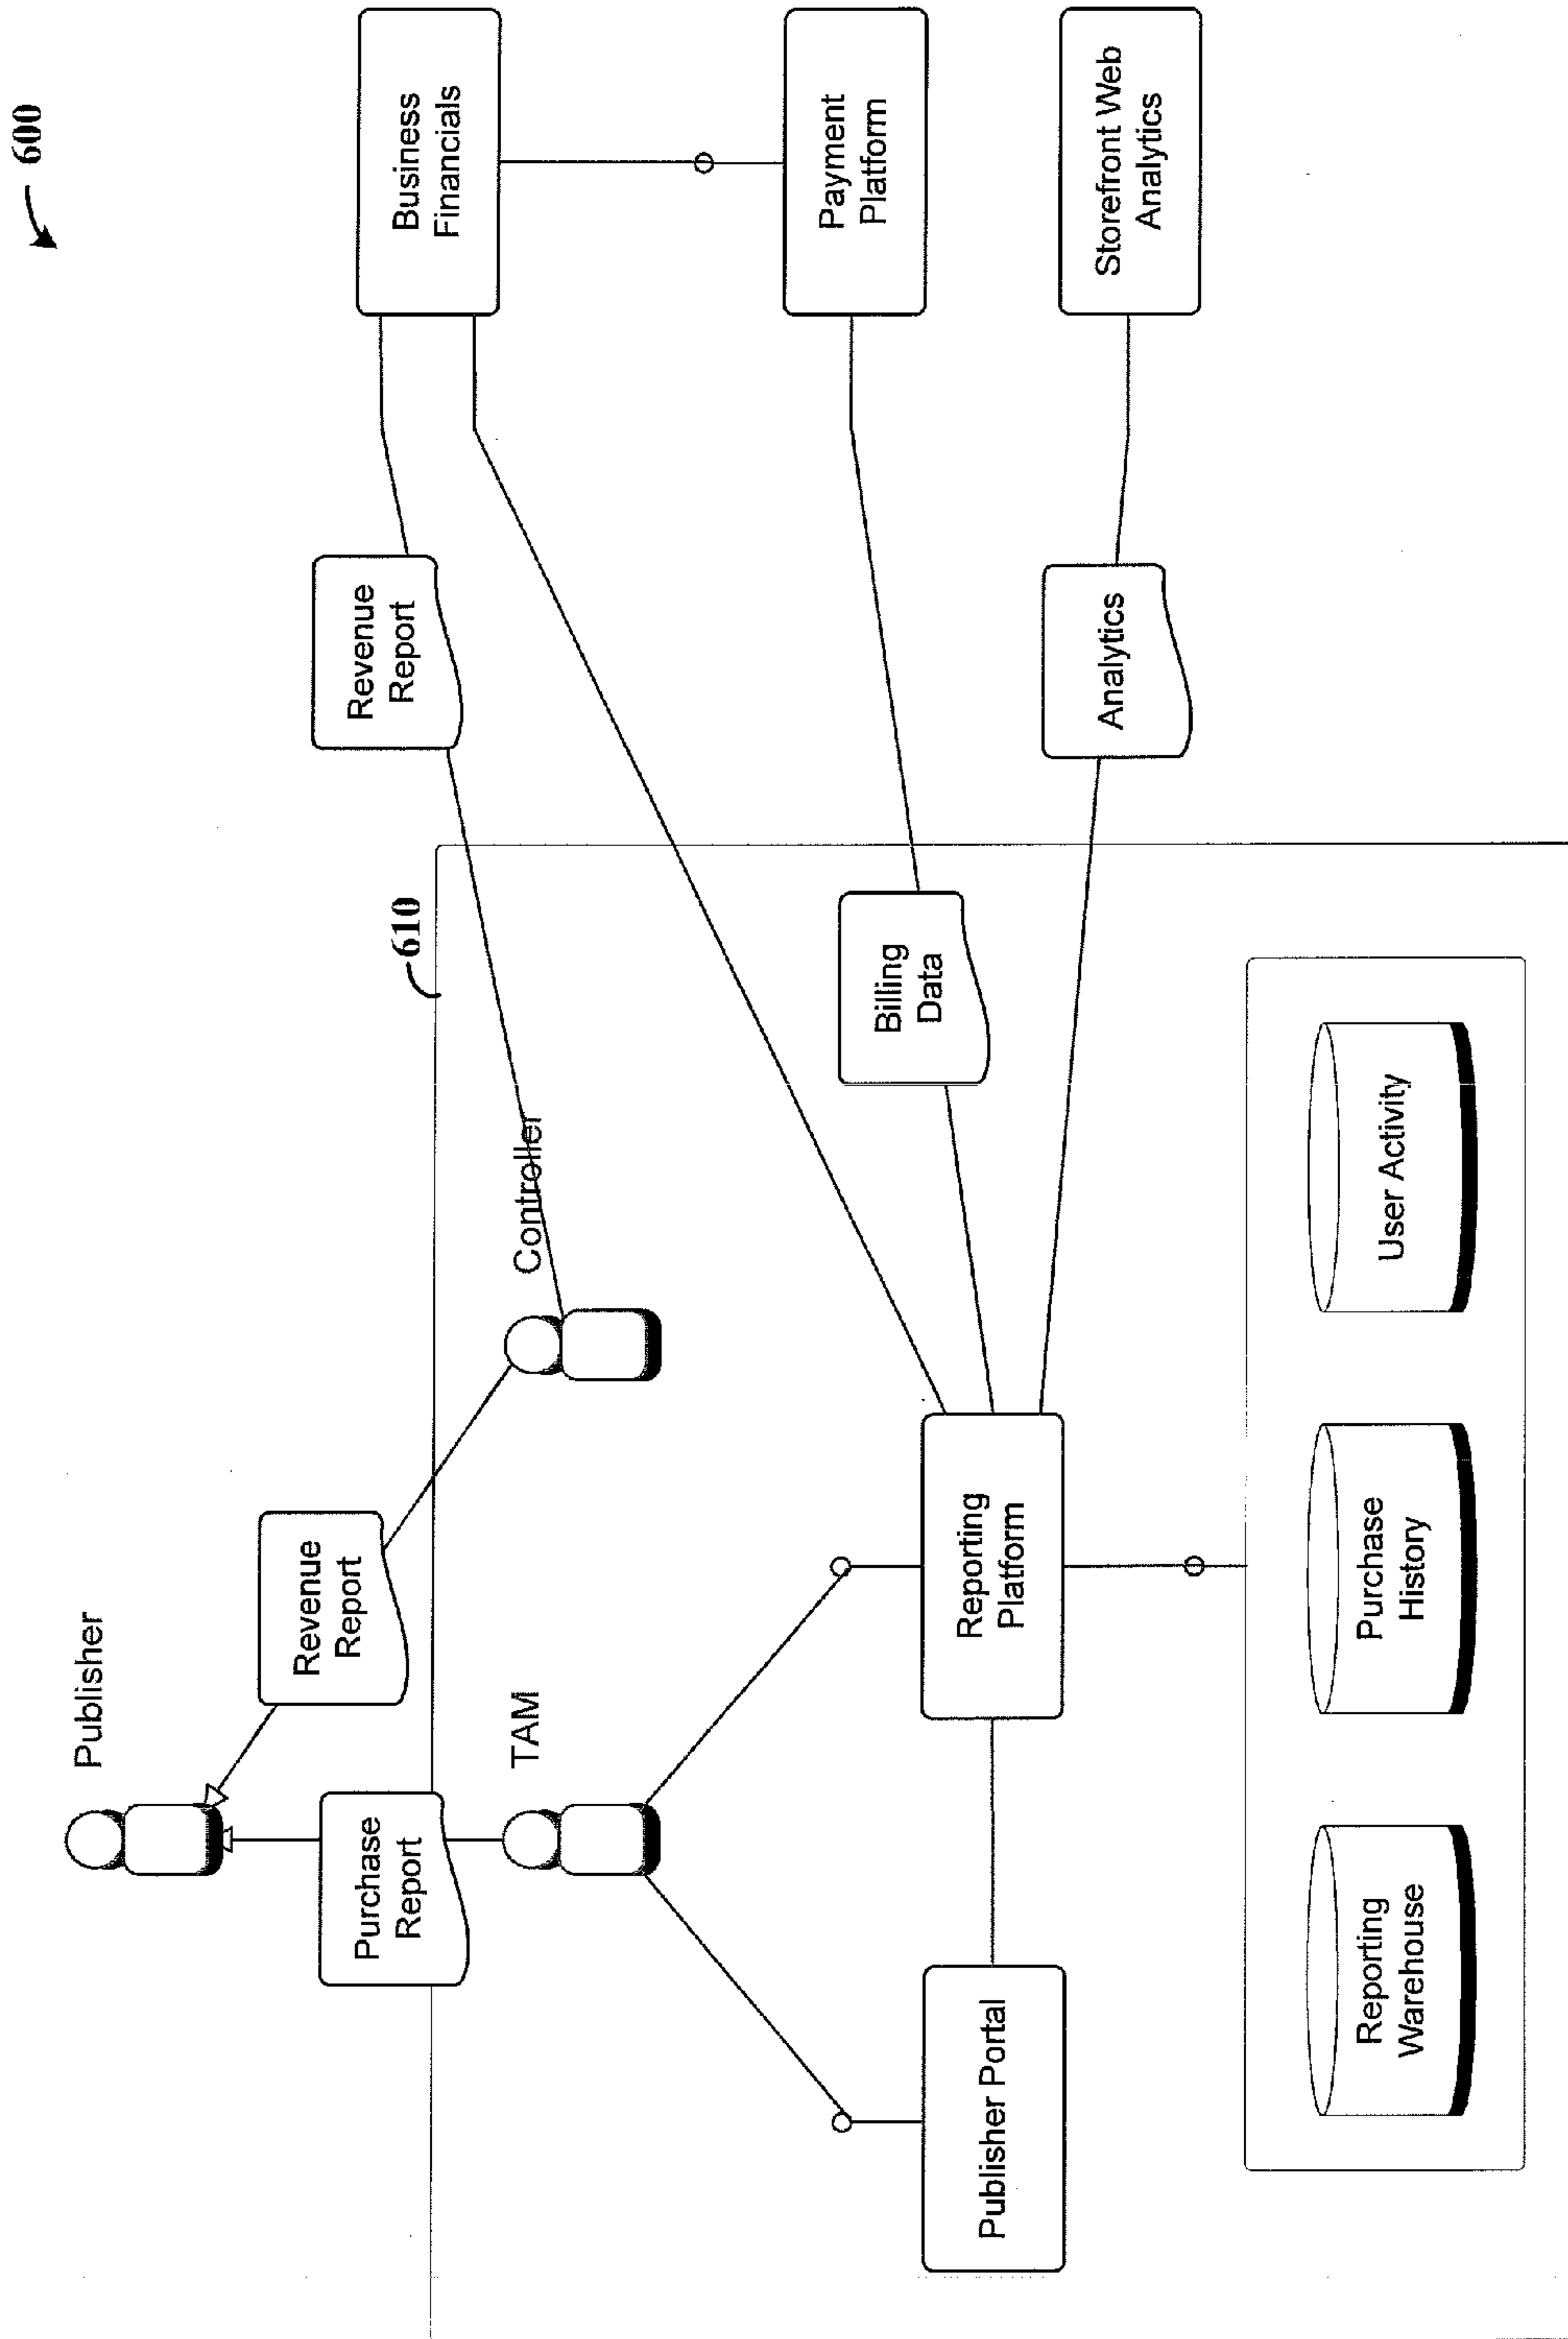 600
Publisher
Purchase
Report
Revenue
Report
Revenue
Report
Business
Financials
610
TAM
Controller
Billing
Data
Payment
Platform
Publisher Portal
Reporting
Platform
Analytics
Storefront Web
Analytics
Reporting
Warehouse
Purchase
History
User Activity